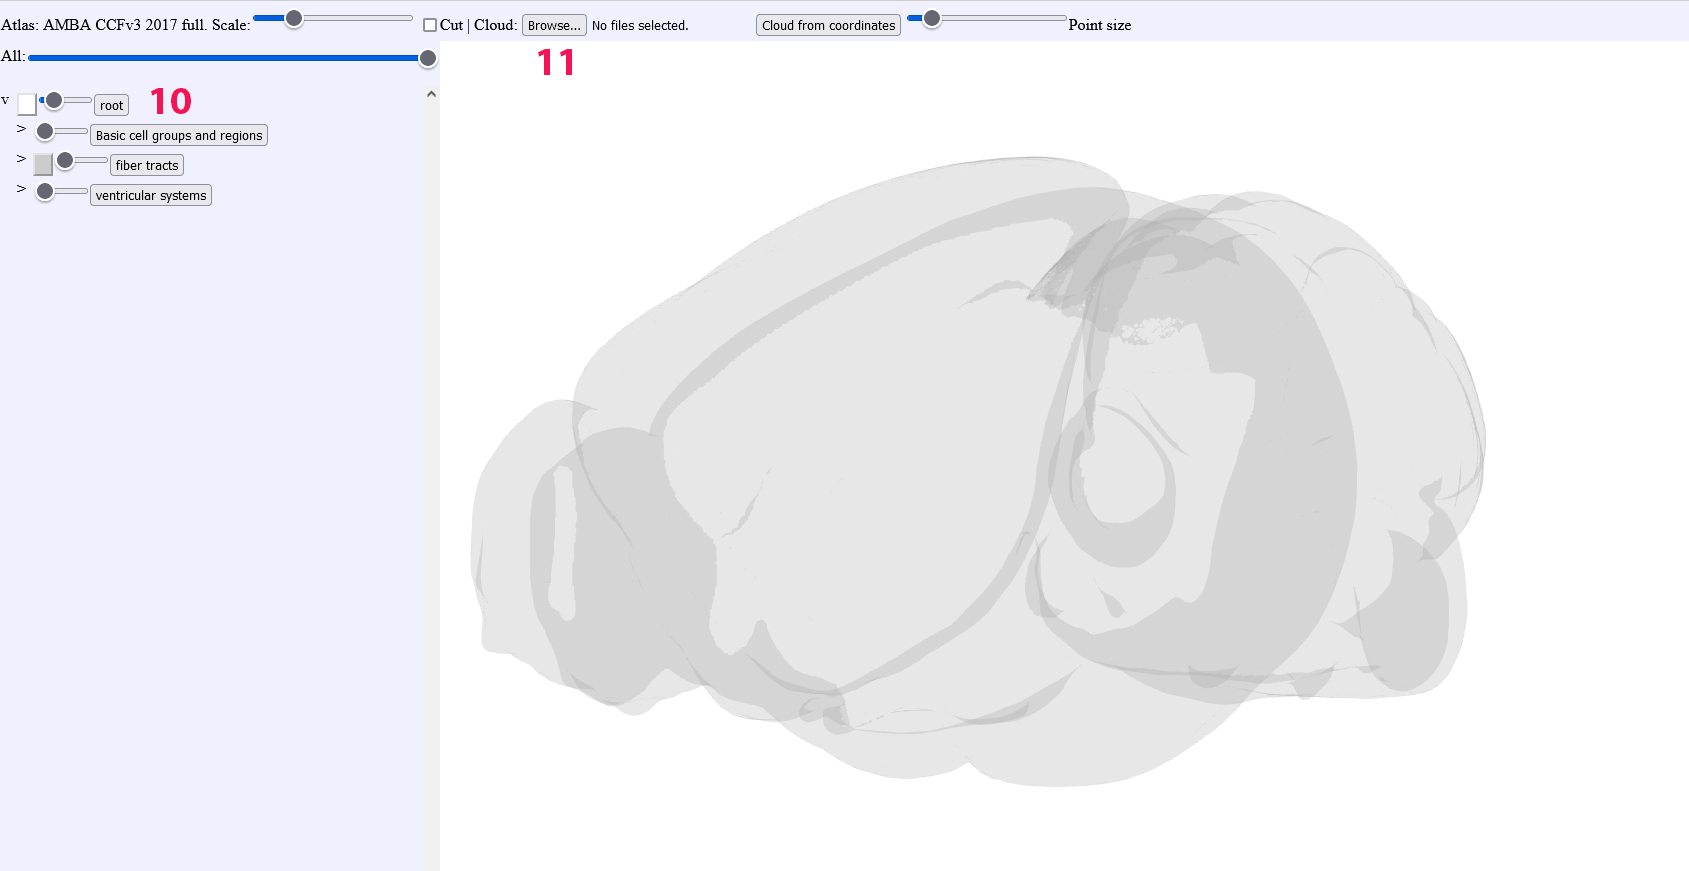 Atlas: AMBA CCFv3 2017 full. Scale: Cut | Cloud: Browse... No files selected. Cloud from coordinates Point size
All: 11
v root 10
> Basic cell groups and regions
> fiber tracts
> ventricular systems